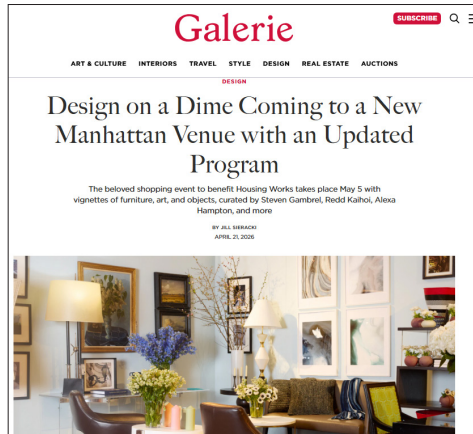 Galerie
SUBSCRIBE
ART & CULTURE INTERIORS TRAVEL STYLE DESIGN REAL ESTATE AUCTIONS
DESIGN
Design on a Dime Coming to a New
Manhattan Venue with an Updated
Program
The beloved shopping event to benefit Housing Works takes place May 5 with
vignettes of furniture, art, and objects, curated by Steven Gambrel, Redd Kaihoi, Alexa
Hampton, and more
BY JILL SIERACKI
APRIL 21, 2026